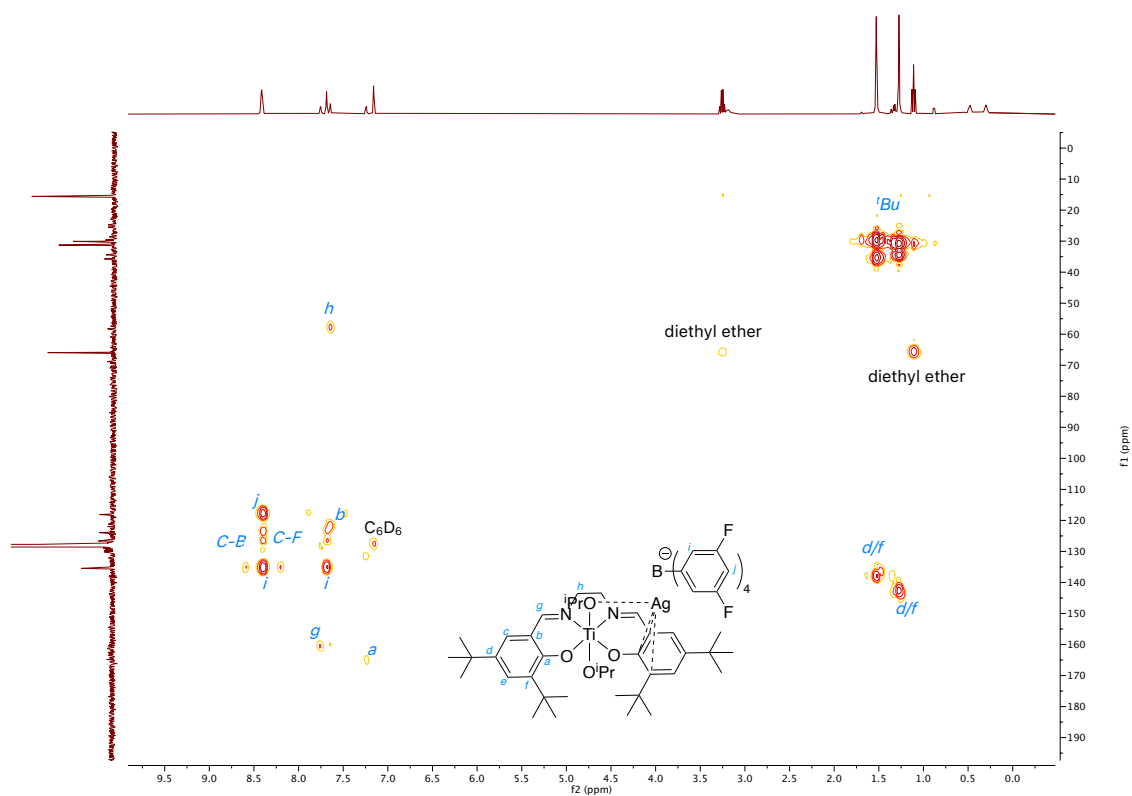 ᵗBu
h
diethyl ether
diethyl ether
j
b
C₆D₆
C-B
C-F
i
i
g
a
d/f
d/f
F
i
⊖
B
j
4
F
h
ⁱPrO
Ag
g
N
N
c
b
Ti
d
O
O
a
OⁱPr
e
f
0
10
20
30
40
50
60
70
80
90
100
110
120
130
140
150
160
170
180
190
f1 (ppm)
9.5 9.0 8.5 8.0 7.5 7.0 6.5 6.0 5.5 5.0 4.5 4.0 3.5 3.0 2.5 2.0 1.5 1.0 0.5 0.0
f2 (ppm)